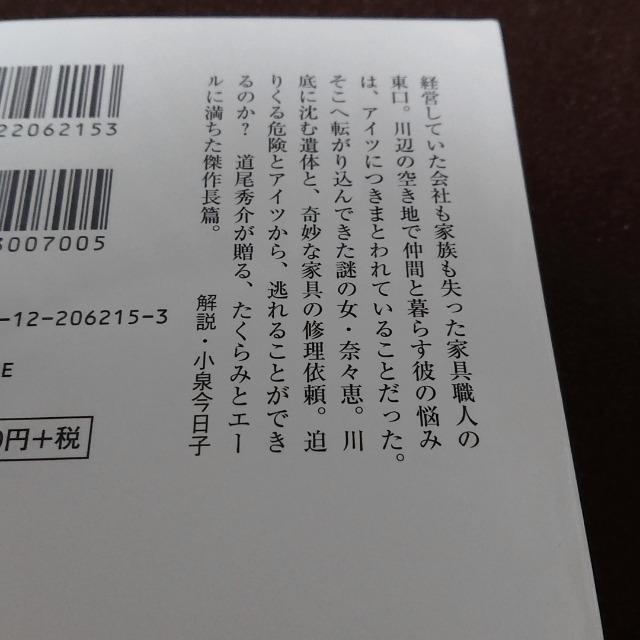 経営していた会社も家族も失った家具職人の
東口。川辺の空き地で仲間と暮らす彼の悩み
は、アイツにつきまとわれていることだった。
そこへ転がり込んできた謎の女・奈々恵。川
底に沈む遺体と、奇妙な家具の修理依頼。迫
りくる危険とアイツから、逃れることができ
るのか？　道尾秀介が贈る、たくらみとエー
ルに満ちた傑作長篇。
解説・小泉今日子
22062153
3007005
-12-206215-3
E
0円+税